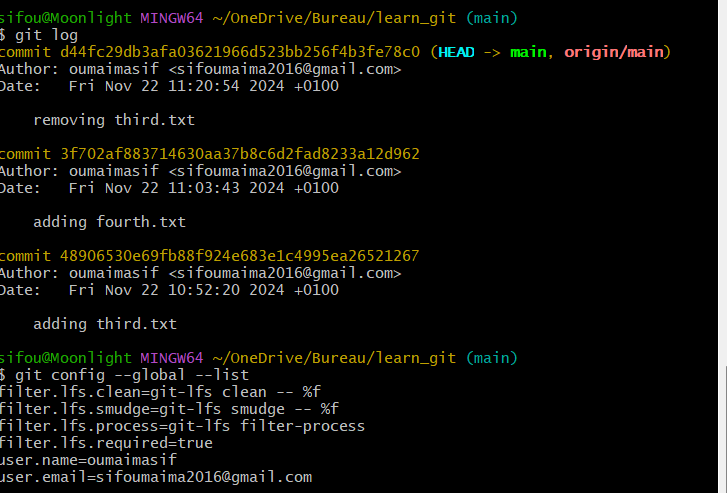 sifou@Moonlight MINGW64 ~/OneDrive/Bureau/learn_git (main)
$ git log
commit d44fc29db3afa03621966d523bb256f4b3fe78c0 (HEAD -> main, origin/main)
Author: oumaimasif <sifoumaima2016@gmail.com>
Date:   Fri Nov 22 11:20:54 2024 +0100

    removing third.txt

commit 3f702af883714630aa37b8c6d2fad8233a12d962
Author: oumaimasif <sifoumaima2016@gmail.com>
Date:   Fri Nov 22 11:03:43 2024 +0100

    adding fourth.txt

commit 48906530e69fb88f924e683e1c4995ea26521267
Author: oumaimasif <sifoumaima2016@gmail.com>
Date:   Fri Nov 22 10:52:20 2024 +0100

    adding third.txt

sifou@Moonlight MINGW64 ~/OneDrive/Bureau/learn_git (main)
$ git config --global --list
filter.lfs.clean=git-lfs clean -- %f
filter.lfs.smudge=git-lfs smudge -- %f
filter.lfs.process=git-lfs filter-process
filter.lfs.required=true
user.name=oumaimasif
user.email=sifoumaima2016@gmail.com